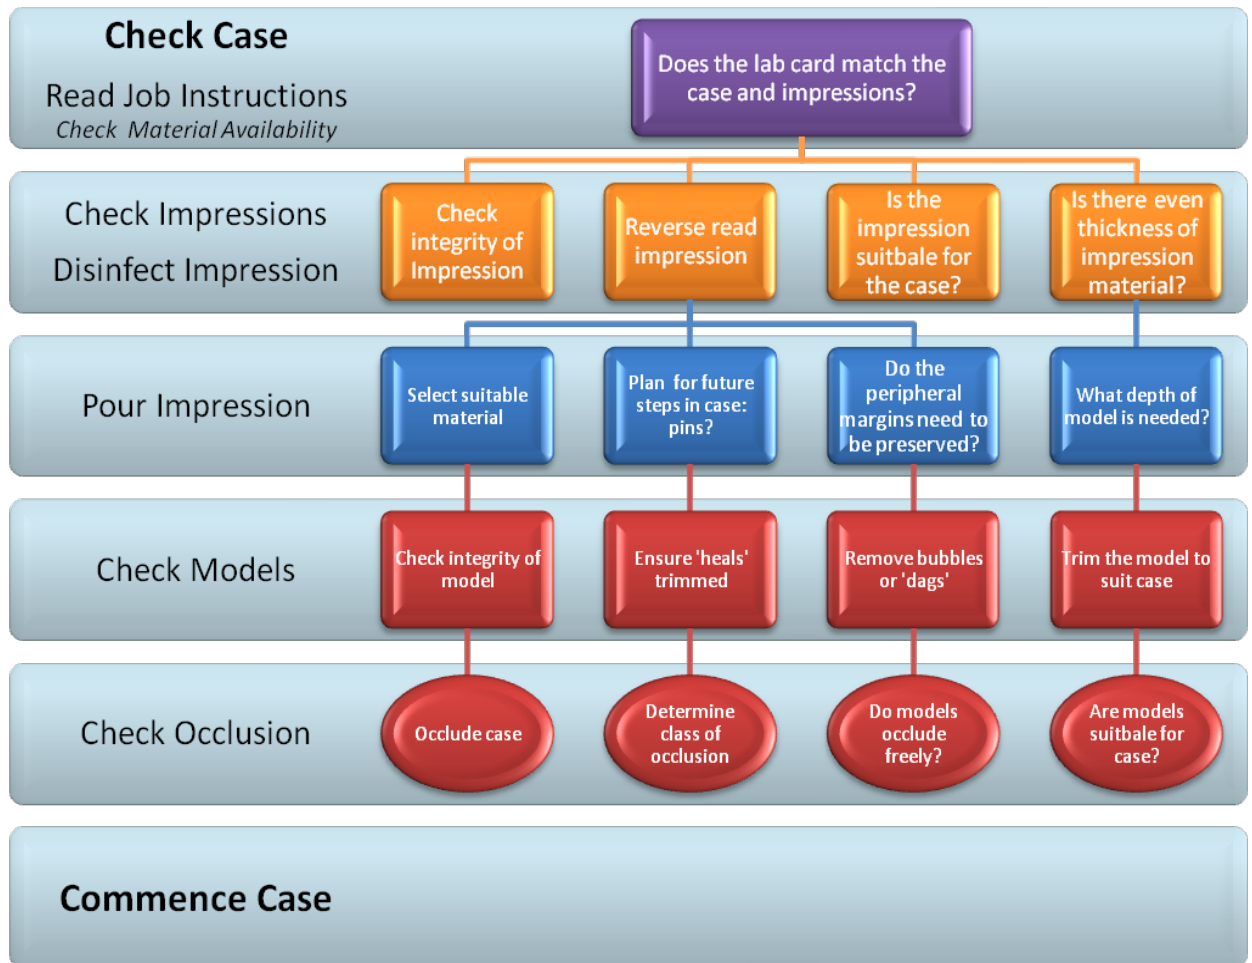 Check Case
Read Job Instructions
Check Material Availability
Does the lab card match the
case and impressions?
Check Impressions
Disinfect Impression
Check
integrity of
Impression
Reverse read
impression
Is the
impression
suitbale for
the case?
Is there even
thickness of
impression
material?
Pour Impression
Select suitable
material
Plan for future
steps in case:
pins?
Do the
peripheral
margins need to
be preserved?
What depth of
model is needed?
Check Models
Check integrity of
model
Ensure 'heals'
trimmed
Remove bubbles
or 'dags'
Trim the model to
suit case
Check Occlusion
Occlude case
Determine
class of
occlusion
Do models
occlude
freely?
Are models
suitbale for
case?
Commence Case